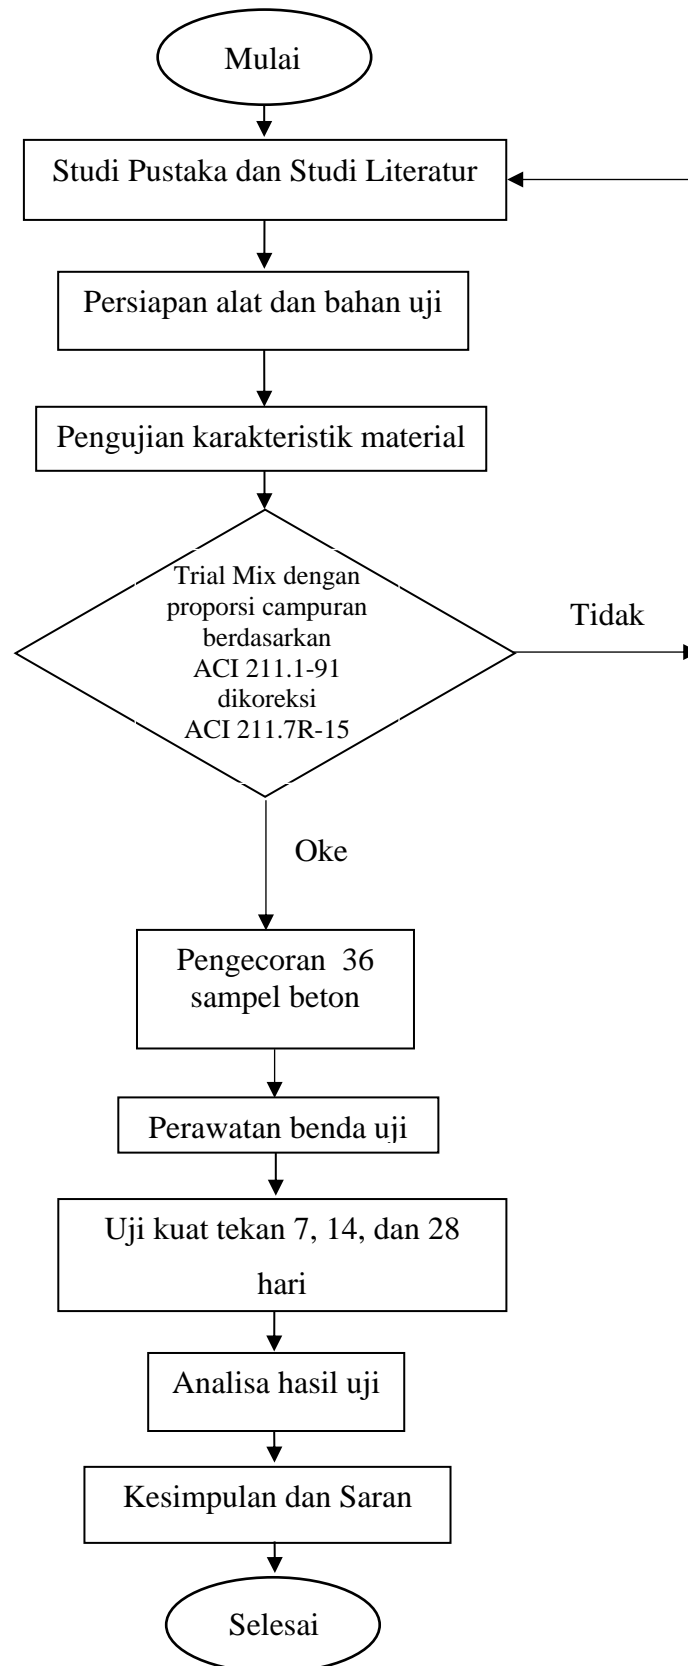 Mulai
Studi Pustaka dan Studi Literatur
Persiapan alat dan bahan uji
Pengujian karakteristik material
Trial Mix dengan
proporsi campuran
berdasarkan
ACI 211.1-91
dikoreksi
ACI 211.7R-15
Tidak
Oke
Pengecoran 36
sampel beton
Perawatan benda uji
Uji kuat tekan 7, 14, dan 28
hari
Analisa hasil uji
Kesimpulan dan Saran
Selesai